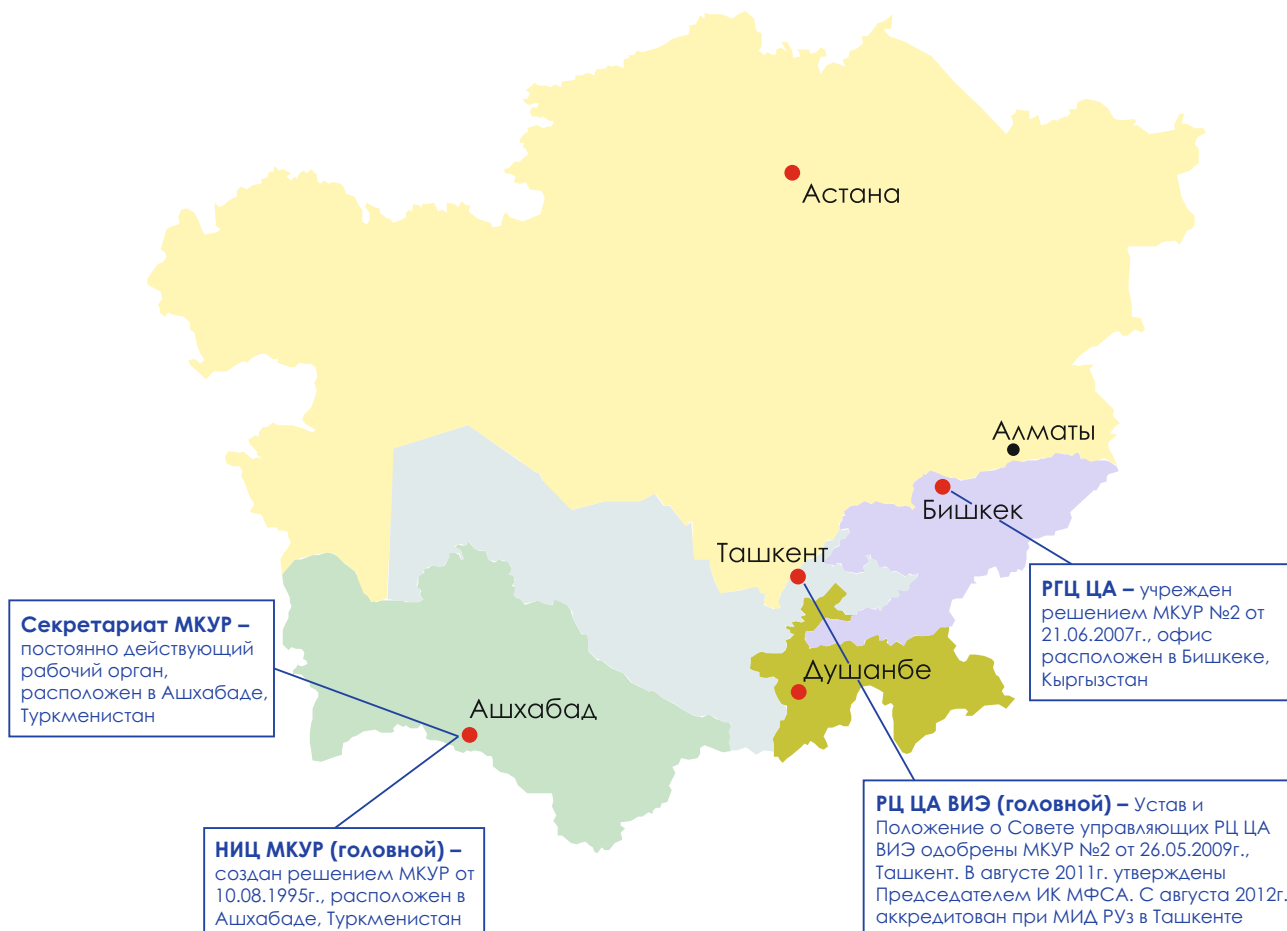 Астана
Алматы
Бишкек
Ташкент
Душанбе
Ашхабад
РГЦ ЦА – учрежден
решением МКУР №2 от
21.06.2007г., офис
расположен в Бишкеке,
Кыргызстан
Секретариат МКУР –
постоянно действующий
рабочий орган,
расположен в Ашхабаде,
Туркменистан
РЦ ЦА ВИЭ (головной) – Устав и
Положение о Совете управляющих РЦ ЦА
ВИЭ одобрены МКУР №2 от 26.05.2009г.,
Ташкент. В августе 2011г. утверждены
Председателем ИК МФСА. С августа 2012г.
аккредитован при МИД РУз в Ташкенте
НИЦ МКУР (головной) –
создан решением МКУР от
10.08.1995г., расположен в
Ашхабаде, Туркменистан